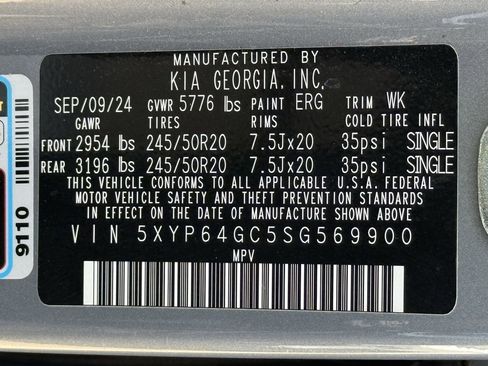 MANUFACTURED BY
KIA GEORGIA, INC.
SEP/09/24 GVWR 5776 lbs PAINT ERG TRIM WK
GAWR TIRES RIMS COLD TIRE INFL
FRONT 2954 lbs 245/50R20 7.5Jx20 35psi SINGLE
REAR 3196 lbs 245/50R20 7.5Jx20 35psi SINGLE
THIS VEHICLE CONFORMS TO ALL APPLICABLE U.S.A. FEDERAL
MOTOR VEHICLE SAFETY AND THEFT PREVENTION STANDARDS
IN EFFECT ON THE DATE OF MANUFACTURE SHOWN ABOVE
VIN 5XYP64GC5SG569900
MPV
9110